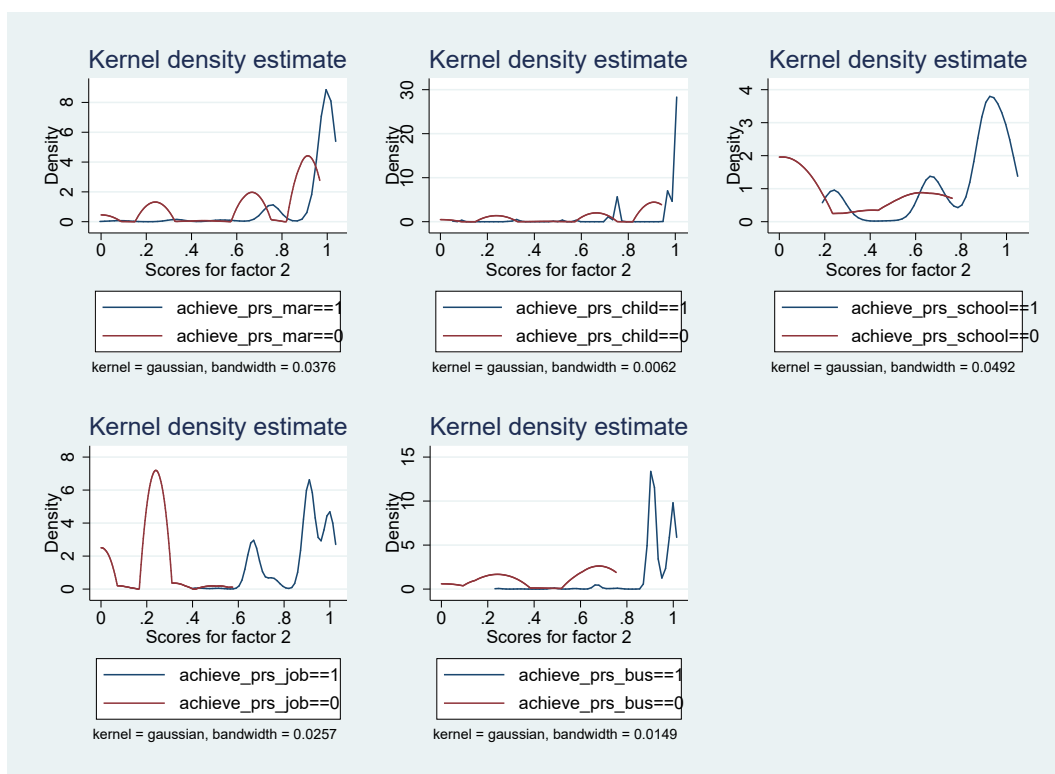 Kernel density estimate
Density
0 2 4 6 8
0 .2 .4 .6 .8 1
Scores for factor 2
achieve_prs_mar==1
achieve_prs_mar==0
kernel = gaussian, bandwidth = 0.0376
Kernel density estimate
Density
0 10 20 30
0 .2 .4 .6 .8 1
Scores for factor 2
achieve_prs_child==1
achieve_prs_child==0
kernel = gaussian, bandwidth = 0.0062
Kernel density estimate
Density
0 1 2 3 4
0 .2 .4 .6 .8 1
Scores for factor 2
achieve_prs_school==1
achieve_prs_school==0
kernel = gaussian, bandwidth = 0.0492
Kernel density estimate
Density
0 2 4 6 8
0 .2 .4 .6 .8 1
Scores for factor 2
achieve_prs_job==1
achieve_prs_job==0
kernel = gaussian, bandwidth = 0.0257
Kernel density estimate
Density
0 5 10 15
0 .2 .4 .6 .8 1
Scores for factor 2
achieve_prs_bus==1
achieve_prs_bus==0
kernel = gaussian, bandwidth = 0.0149